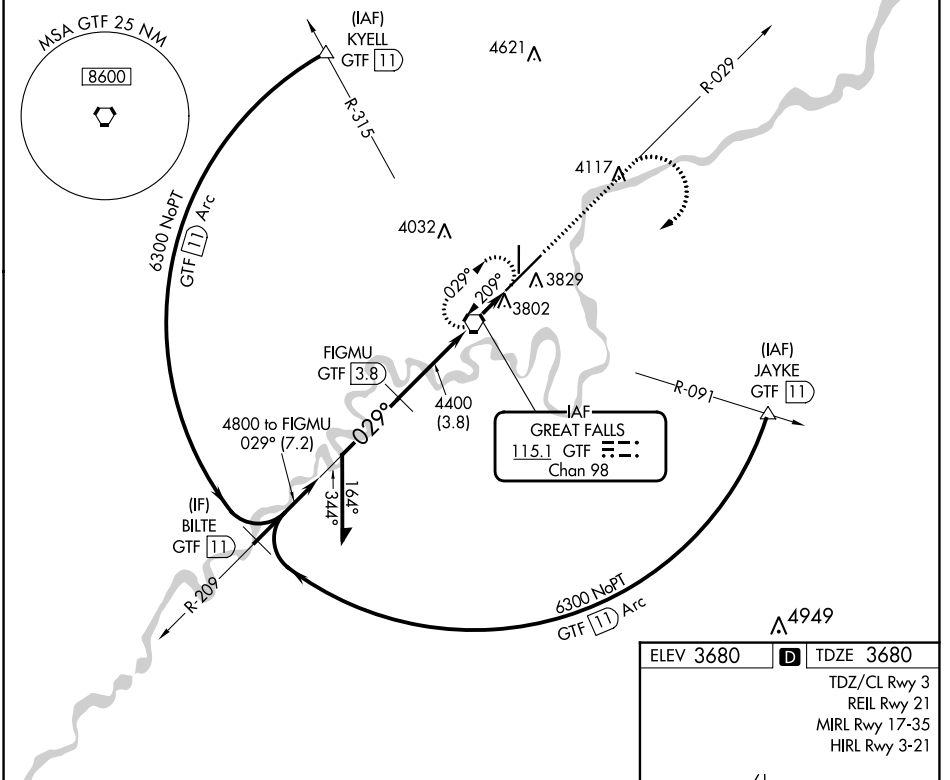 MSA GTF 25 NM
8600
(IAF)
KYELL
GTF 11
R-315
4621
R-029
4117
6300 NoPT
GTF 11 Arc
4032
029°
209°
3829
3802
FIGMU
GTF 3.8
(IAF)
JAYKE
GTF 11
R-091
4400
(3.8)
029°
4800 to FIGMU
029° (7.2)
IAF
GREAT FALLS
115.1 GTF
Chan 98
344°
164°
(IF)
BILTE
GTF 11
R-209
6300 NoPT
GTF 11 Arc
4949
ELEV 3680 D TDZE 3680
TDZ/CL Rwy 3
REIL Rwy 21
MIRL Rwy 17-35
HIRL Rwy 3-21